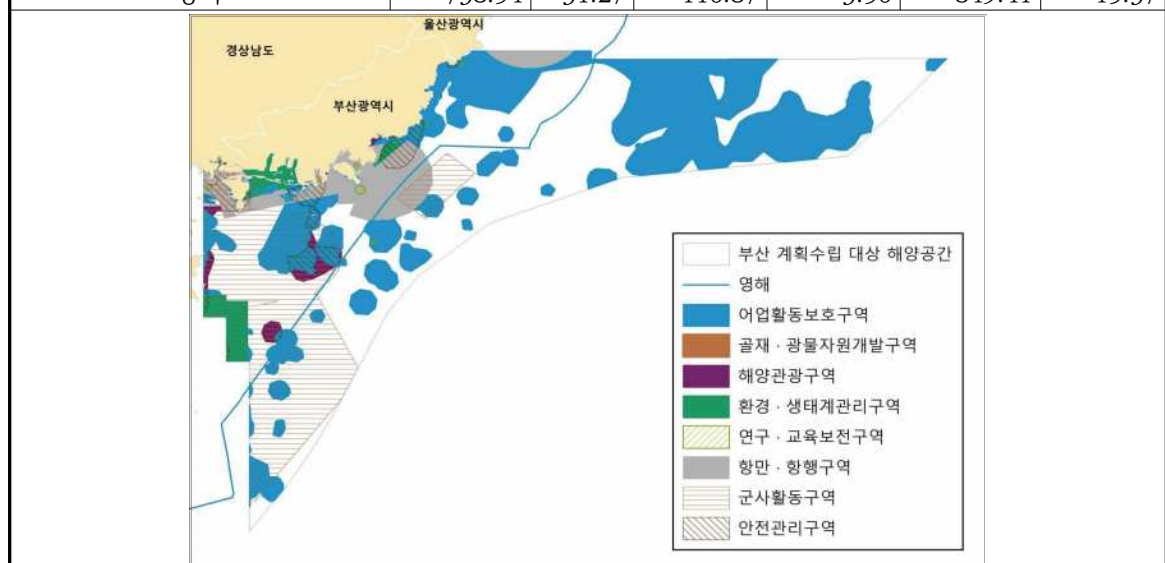 울산광역시
경상남도
부산광역시
부산 계획수립 대상 해양공간
영해
어업활동보호구역
골재 · 광물자원개발구역
해양관광구역
환경 · 생태계관리구역
연구 · 교육보전구역
항만 · 항행구역
군사활동구역
안전관리구역